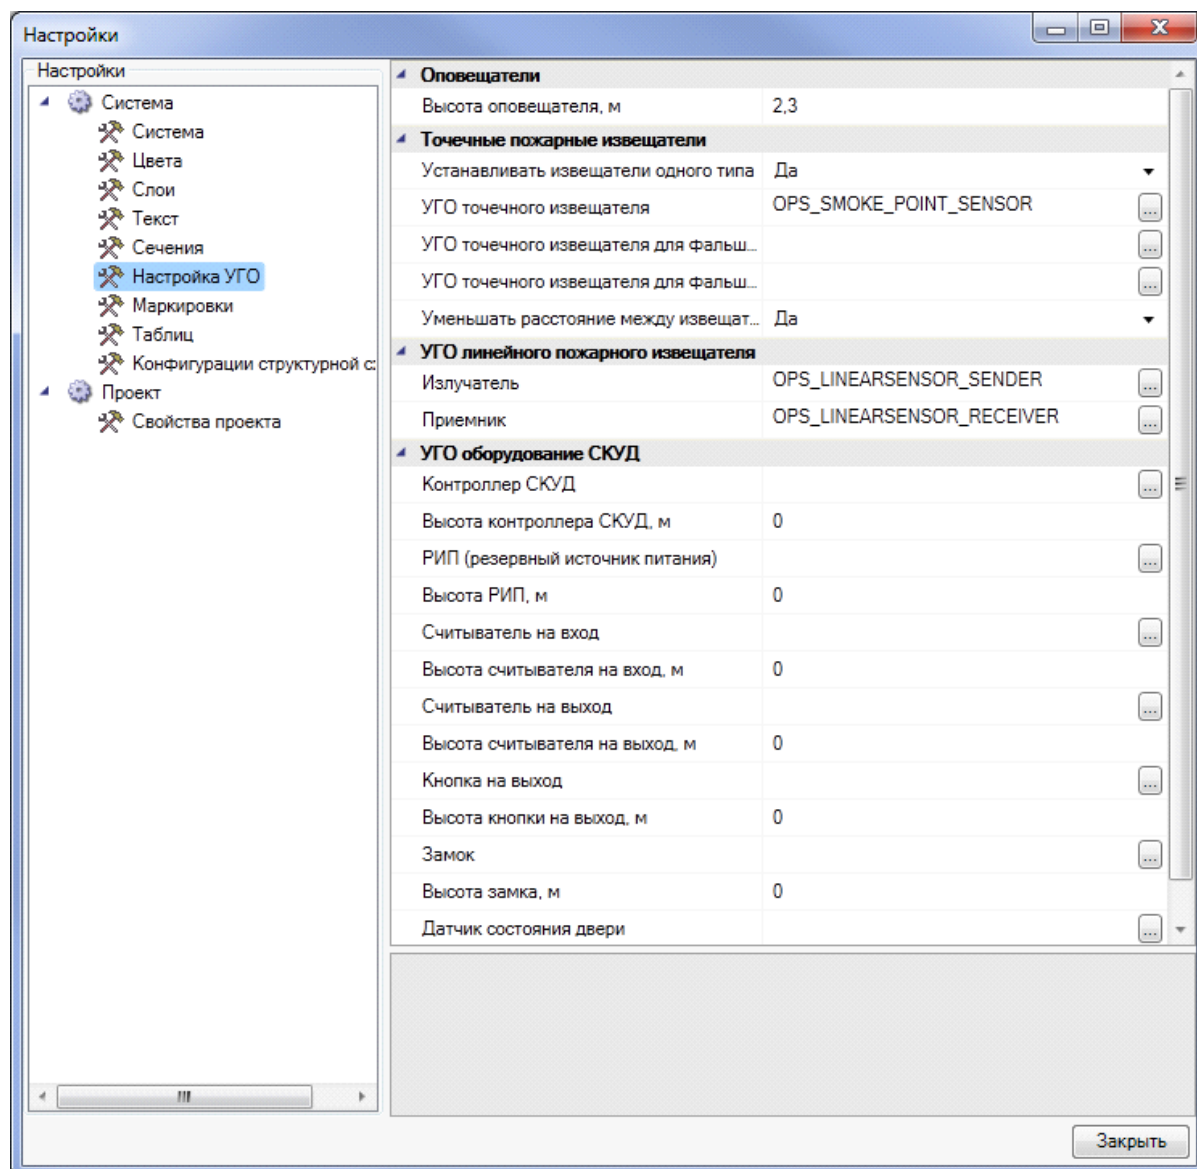 Настройки
Настройки
Система
Система
Цвета
Слои
Текст
Сечения
Настройка УГО
Маркировки
Таблиц
Конфигурации структурной с
Проект
Свойства проекта
Оповещатели
Высота оповещателя, м 2,3
Точечные пожарные извещатели
Устанавливать извещатели одного типа Да
УГО точечного извещателя OPS_SMOKE_POINT_SENSOR
...
УГО точечного извещателя для фальш...
...
УГО точечного извещателя для фальш...
...
Уменьшать расстояние между извещат... Да
УГО линейного пожарного извещателя
Излучатель OPS_LINEARSENSOR_SENDER
...
Приемник OPS_LINEARSENSOR_RECEIVER
...
УГО оборудование СКУД
Контроллер СКУД
...
Высота контроллера СКУД, м 0
РИП (резервный источник питания)
...
Высота РИП, м 0
Считыватель на вход
...
Высота считывателя на вход, м 0
Считыватель на выход
...
Высота считывателя на выход, м 0
Кнопка на выход
...
Высота кнопки на выход, м 0
Замок
...
Высота замка, м 0
Датчик состояния двери
...
Закрыть